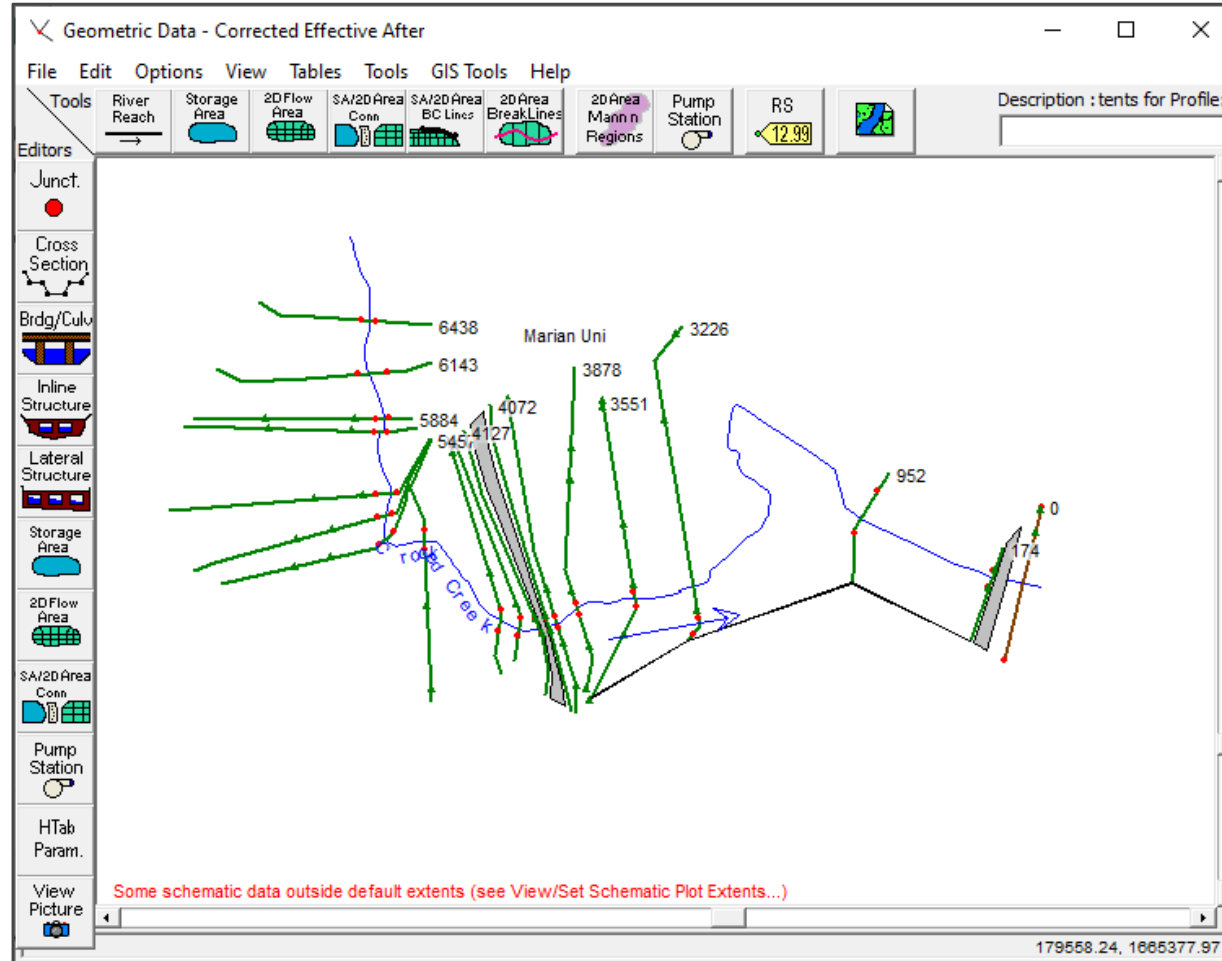 Geometric Data - Corrected Effective After
File Edit Options View Tables Tools GIS Tools Help
Tools
Editors
River
Reach
Storage
Area
2D Flow
Area
SA/2D Area
Conn
SA/2D Area
BC Lines
2D Area
BreakLines
2D Area
Mann n
Regions
Pump
Station
RS
12.99
Description : tents for Profile:
Junct.
Cross
Section
Brdg/Culv
Inline
Structure
Lateral
Structure
Storage
Area
2D Flow
Area
SA/2D Area
Conn
Pump
Station
HTab
Param.
View
Picture
6438
Marian Uni
3226
6143
3878
4072
3551
5884
4127
5457
952
0
174
Creek
Some schematic data outside default extents (see View/Set Schematic Plot Extents...)
179558.24, 1665377.97